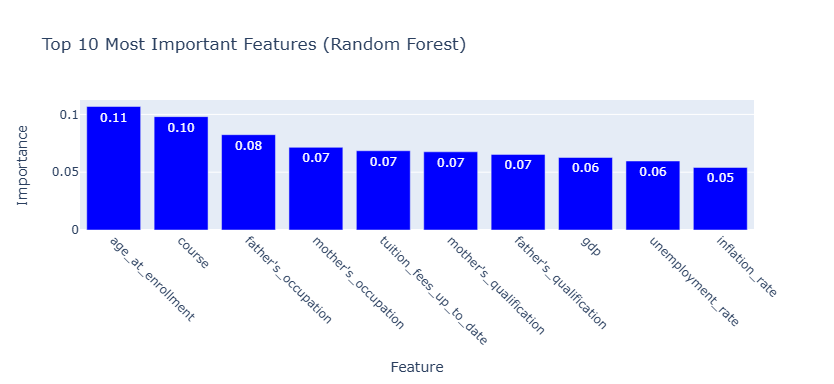 Top 10 Most Important Features (Random Forest)
Importance
0.1
0.05
0
0.11
0.10
0.08
0.07
0.07
0.07
0.07
0.06
0.06
0.05
age_at_enrollment
course
father's_occupation
mother's_occupation
tuition_fees_up_to_date
mother's_qualification
father's_qualification
gdp
unemployment_rate
inflation_rate
Feature